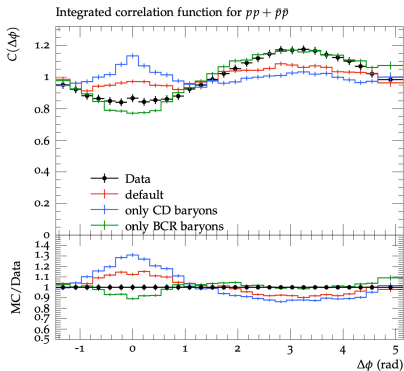 Integrated correlation function for pp + p̄p̄
C(Δϕ)
1.2
1
0.8
0.6
0.4
0.2
0
Data
default
only CD baryons
only BCR baryons
MC/Data
1.4
1.3
1.2
1.1
1
0.9
0.8
0.7
0.6
0.5
-1 0 1 2 3 4 5
Δϕ (rad)